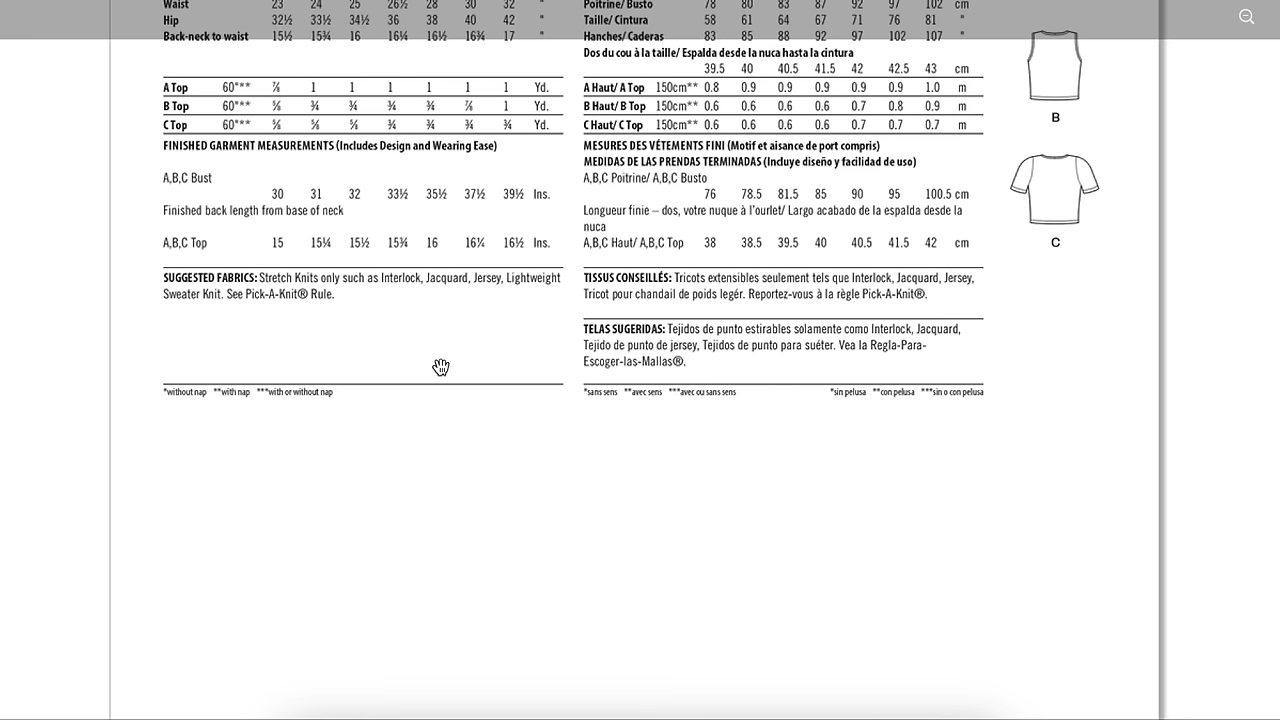 Waist 23 24 25 26½ 28 30 32 "
Hip 32½ 33½ 34½ 36 38 40 42 "
Back-neck to waist 15½ 15¾ 16 16¼ 16½ 16¾ 17 "
A Top 60"*** ⅞ 1 1 1 1 1 1 Yd.
B Top 60"*** ⅝ ¾ ¾ ¾ ¾ ⅞ 1 Yd.
C Top 60"*** ⅝ ⅝ ⅝ ¾ ¾ ¾ ¾ Yd.
FINISHED GARMENT MEASUREMENTS (Includes Design and Wearing Ease)
A,B,C Bust
30 31 32 33½ 35½ 37½ 39½ Ins.
Finished back length from base of neck
A,B,C Top 15 15¼ 15½ 15¾ 16 16¼ 16½ Ins.
SUGGESTED FABRICS: Stretch Knits only such as Interlock, Jacquard, Jersey, Lightweight
Sweater Knit. See Pick-A-Knit® Rule.
*without nap **with nap ***with or without nap
Poitrine/ Busto 78 80 83 87 92 97 102 cm
Taille/ Cintura 58 61 64 67 71 76 81 "
Hanches/ Caderas 83 85 88 92 97 102 107 "
Dos du cou à la taille/ Espalda desde la nuca hasta la cintura
39.5 40 40.5 41.5 42 42.5 43 cm
A Haut/ A Top 150cm** 0.8 0.9 0.9 0.9 0.9 0.9 1.0 m
B Haut/ B Top 150cm** 0.6 0.6 0.6 0.6 0.7 0.8 0.9 m
C Haut/ C Top 150cm** 0.6 0.6 0.6 0.6 0.7 0.7 0.7 m
MESURES DES VÉTEMENTS FINI (Motif et aisance de port compris)
MEDIDAS DE LAS PRENDAS TERMINADAS (Incluye diseño y facilidad de uso)
A,B,C Poitrine/ A,B,C Busto
76 78.5 81.5 85 90 95 100.5 cm
Longueur finie – dos, votre nuque à l'ourlet/ Largo acabado de la espalda desde la
nuca
A,B,C Haut/ A,B,C Top 38 38.5 39.5 40 40.5 41.5 42 cm
TISSUS CONSEILLÉS: Tricots extensibles seulement tels que Interlock, Jacquard, Jersey,
Tricot pour chandail de poids legér. Reportez-vous à la règle Pick-A-Knit®.
TELAS SUGERIDAS: Tejidos de punto estirables solamente como Interlock, Jacquard,
Tejido de punto de jersey, Tejidos de punto para suéter. Vea la Regla-Para-
Escoger-las-Mallas®.
*sans sens **avec sens ***avec ou sans sens *sin pelusa **con pelusa ***sin o con pelusa
B
C